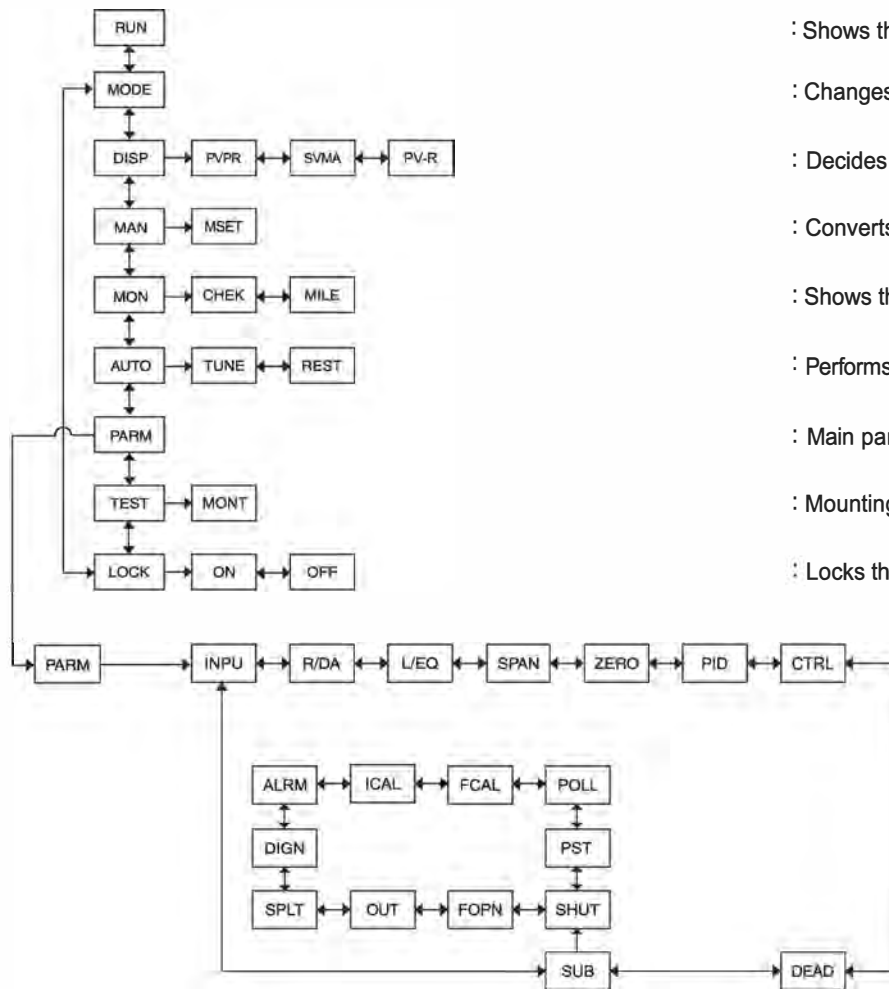 RUN : Shows th
MODE : Changes
DISP PVPR SVMA PV-R : Decides
MAN MSET : Converts
MON CHEK MILE : Shows th
AUTO TUNE REST : Performs
PARM : Main par
TEST MONT : Mounting
LOCK ON OFF : Locks th
PARM INPU R/DA L/EQ SPAN ZERO PID CTRL
ALRM ICAL FCAL POLL
DIGN PST
SPLT OUT FOPN SHUT
SUB DEAD